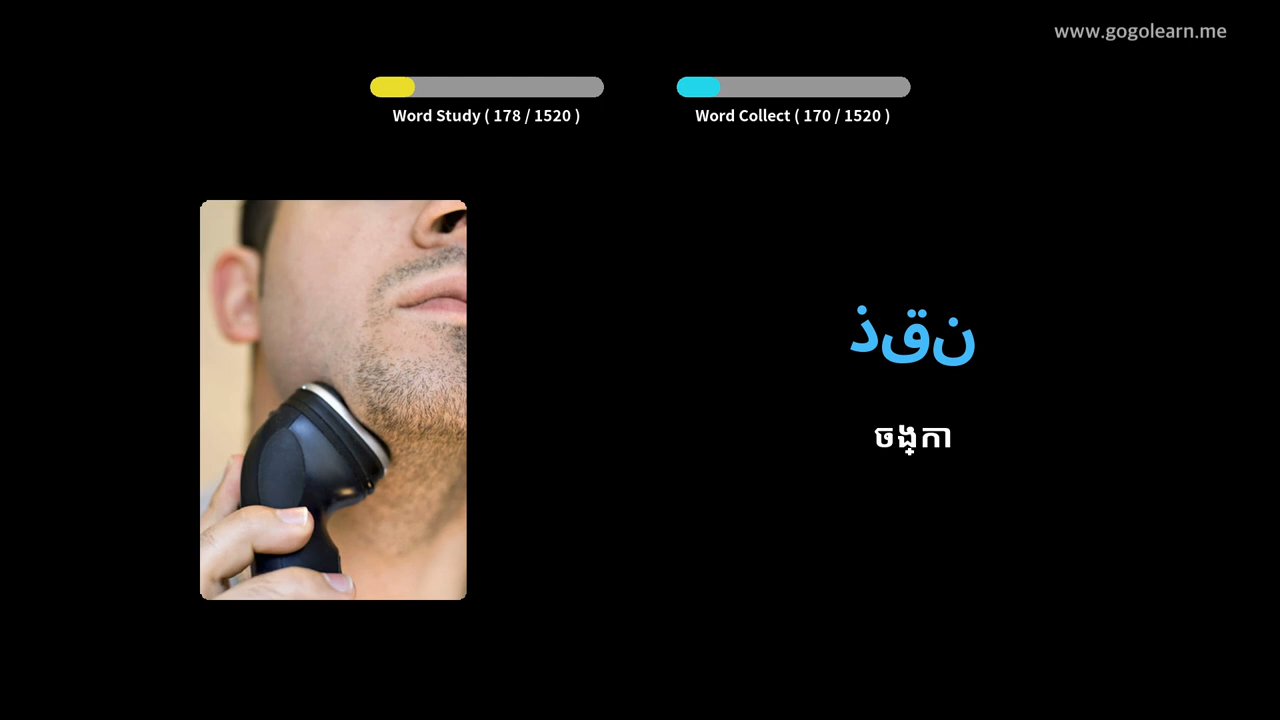 www.gogolearn.me
Word Study ( 178 / 1520 )
Word Collect ( 170 / 1520 )
ذقن
ចង្កា